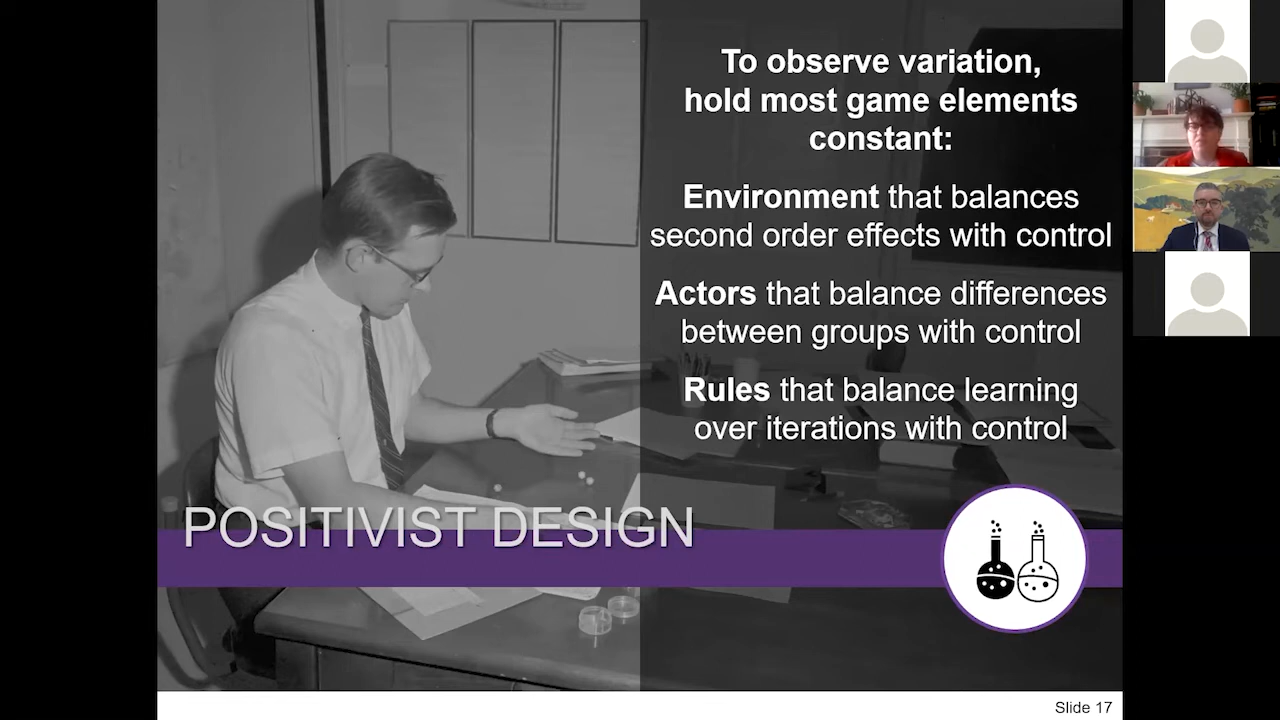 To observe variation,
hold most game elements
constant:
Environment that balances
second order effects with control
Actors that balance differences
between groups with control
Rules that balance learning
over iterations with control
POSITIVIST DESIGN
Slide 17